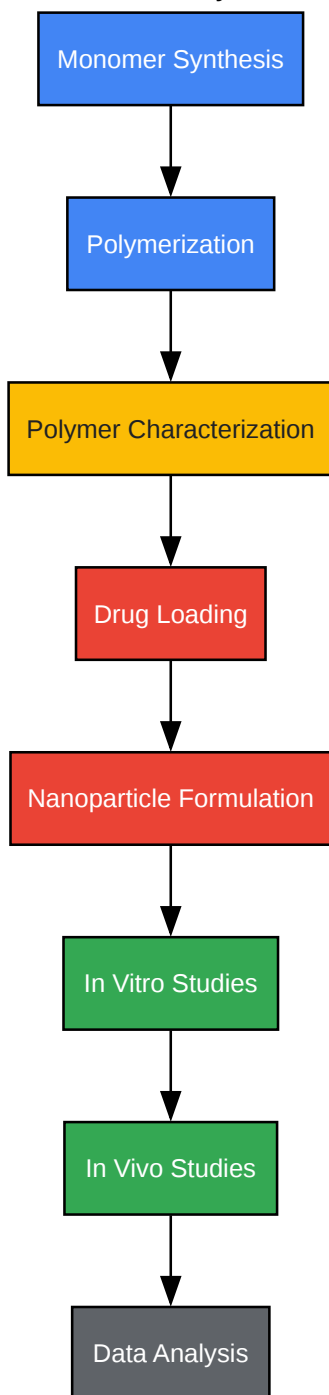 Monomer Synthesis
Polymerization
Polymer Characterization
Drug Loading
Nanoparticle Formulation
In Vitro Studies
In Vivo Studies
Data Analysis